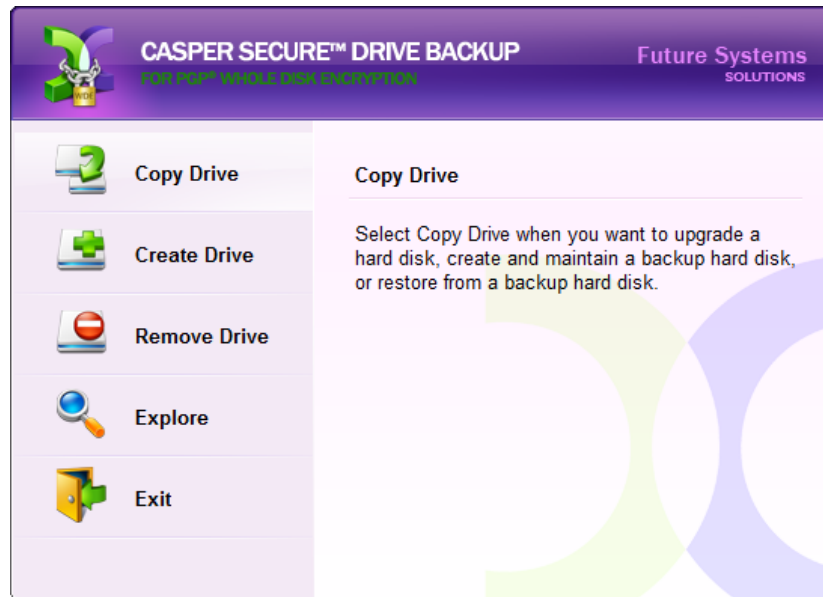 CASPER SECURE™ DRIVE BACKUP
FOR PGP® WHOLE DISK ENCRYPTION
Future Systems
SOLUTIONS
WDE
Copy Drive
Create Drive
Remove Drive
Explore
Exit
Copy Drive
Select Copy Drive when you want to upgrade a
hard disk, create and maintain a backup hard disk,
or restore from a backup hard disk.